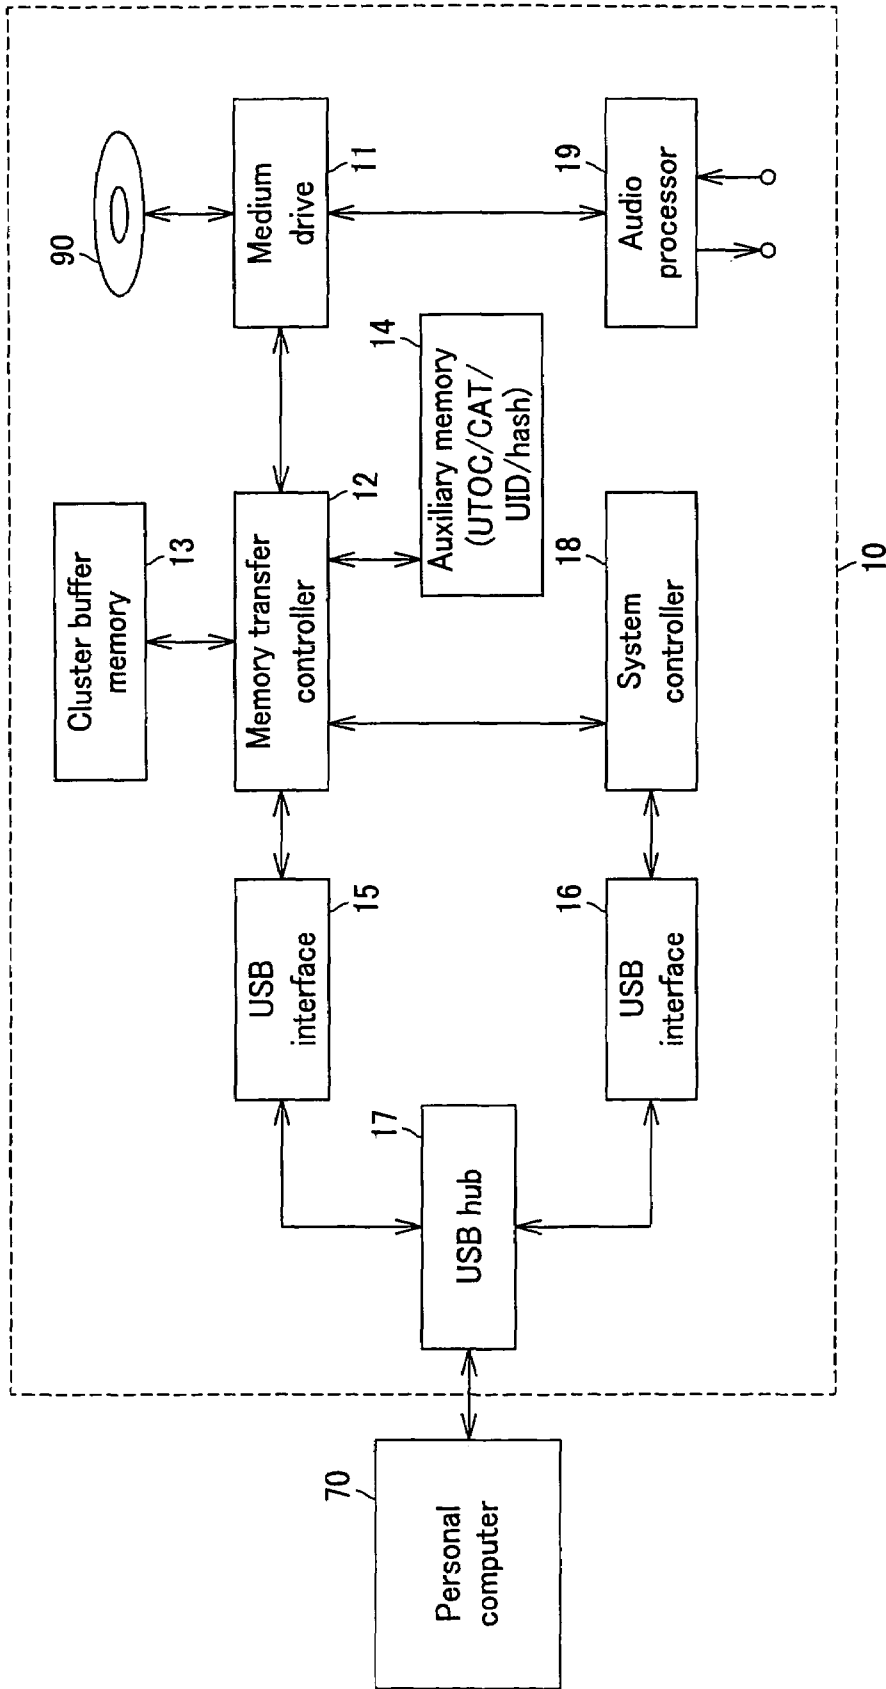 90
Medium
drive
11
Audio
processor
19
Cluster buffer
memory
13
Memory transfer
controller
12
Auxiliary memory
(UTOC/CAT/
UID/hash)
14
System
controller
18
USB
interface
15
USB
interface
16
USB hub
17
Personal
computer
70
10